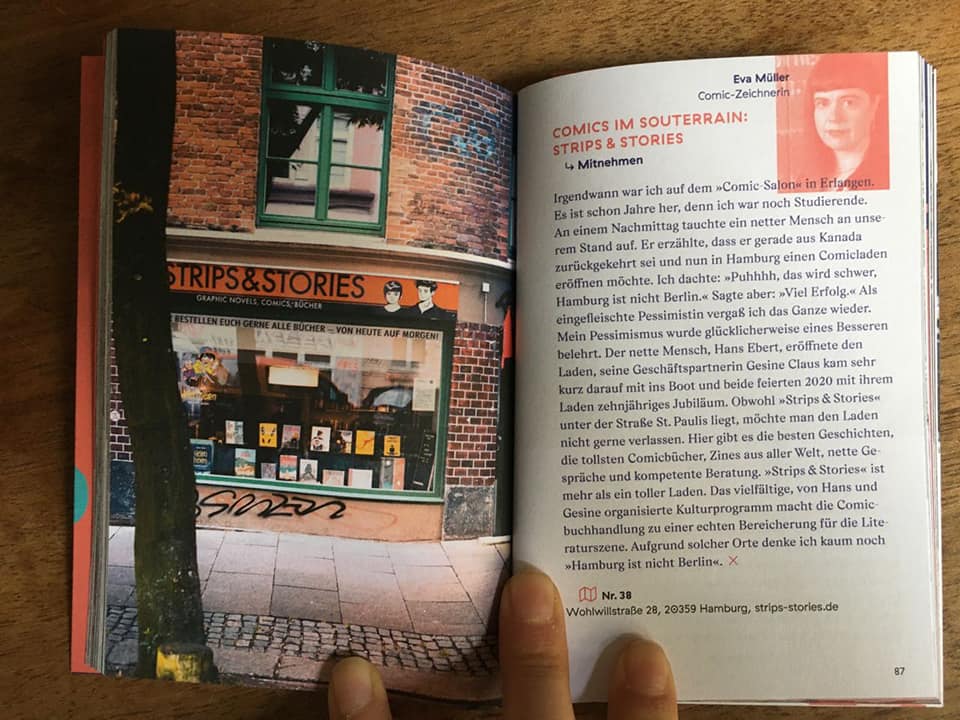 STRIPS&STORIES
GRAPHIC NOVELS, COMICS, BÜCHER
BESTELLEN EUCH GERNE ALLE BÜCHER – VON HEUTE AUF MORGEN!
Eva Müller
Comic-Zeichnerin
COMICS IM SOUTERRAIN:
STRIPS & STORIES
↳ Mitnehmen
Irgendwann war ich auf dem »Comic-Salon« in Erlangen.
Es ist schon Jahre her, denn ich war noch Studierende.
An einem Nachmittag tauchte ein netter Mensch an unse-
rem Stand auf. Er erzählte, dass er gerade aus Kanada
zurückgekehrt sei und nun in Hamburg einen Comicladen
eröffnen möchte. Ich dachte: »Puhhhh, das wird schwer,
Hamburg ist nicht Berlin.« Sagte aber: »Viel Erfolg.« Als
eingefleischte Pessimistin vergaß ich das Ganze wieder.
Mein Pessimismus wurde glücklicherweise eines Besseren
belehrt. Der nette Mensch, Hans Ebert, eröffnete den
Laden, seine Geschäftspartnerin Gesine Claus kam sehr
kurz darauf mit ins Boot und beide feierten 2020 mit ihrem
Laden zehnjähriges Jubiläum. Obwohl »Strips & Stories«
unter der Straße St. Paulis liegt, möchte man den Laden
nicht gerne verlassen. Hier gibt es die besten Geschichten,
die tollsten Comicbücher, Zines aus aller Welt, nette Ge-
spräche und kompetente Beratung. »Strips & Stories« ist
mehr als ein toller Laden. Das vielfältige, von Hans und
Gesine organisierte Kulturprogramm macht die Comic-
buchhandlung zu einer echten Bereicherung für die Lite-
raturszene. Aufgrund solcher Orte denke ich kaum noch
»Hamburg ist nicht Berlin«. ×
Nr. 38
Wohlwillstraße 28, 20359 Hamburg, strips-stories.de
87